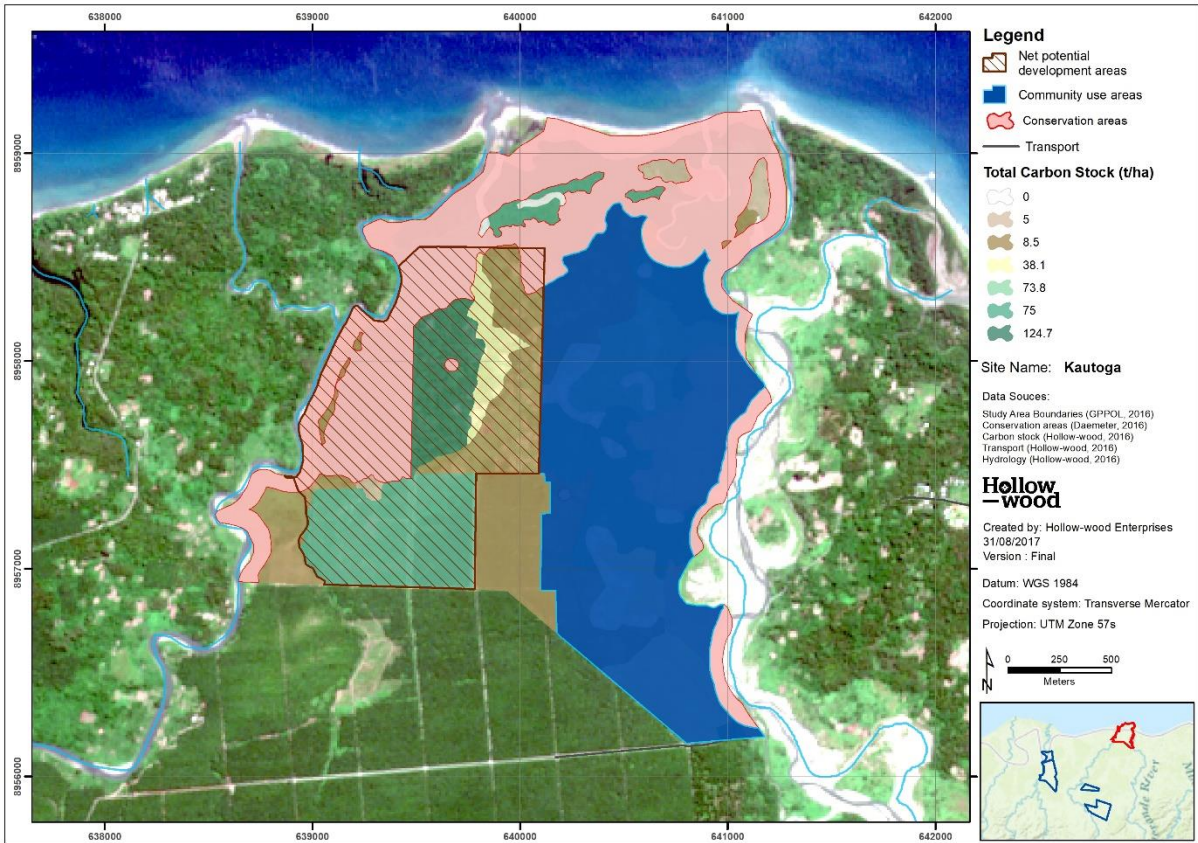 638000
639000
640000
641000
642000
8959000
8958000
8957000
8956000
638000
639000
640000
641000
642000
Legend
Net potential
development areas
Community use areas
Conservation areas
Transport
Total Carbon Stock (t/ha)
0
5
8.5
38.1
73.8
75
124.7
Site Name: Kautoga
Data Souces:
Study Area Boundaries (GPPOL, 2016)
Conservation areas (Daemeter, 2016)
Carbon stock (Hollow-wood, 2016)
Transport (Hollow-wood, 2016)
Hydrology (Hollow-wood, 2016)
Hollow
–wood
Created by: Hollow-wood Enterprises
31/08/2017
Version : Final
Datum: WGS 1984
Coordinate system: Transverse Mercator
Projection: UTM Zone 57s
N
0 250 500
Meters
River